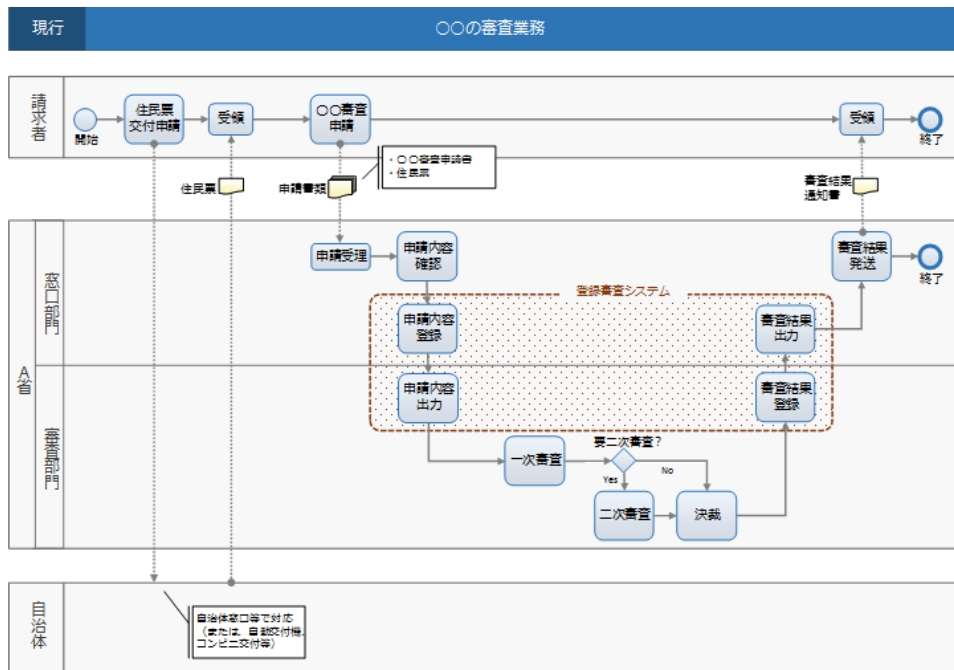 現行
〇〇の審査業務
請求者
開始
住民票
交付申請
受領
〇〇審査
申請
受領
終了
・〇〇審査申請書
・住民票
住民票
申請書類
審査結果
通知書
A省
窓口部門
申請受理
申請内容
確認
審査結果
発送
終了
登録審査システム
申請内容
登録
審査結果
出力
審査部門
申請内容
出力
審査結果
登録
一次審査
要二次審査？
Yes
No
二次審査
決裁
自治体
自治体窓口等で対応
（または、自動交付機、
コンビニ交付等）